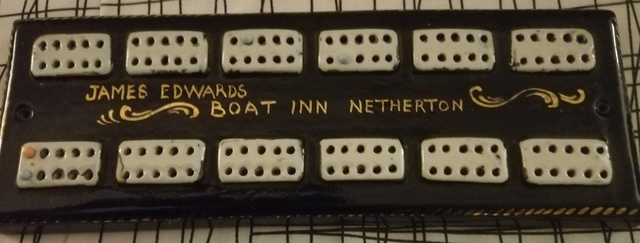 JAMES EDWARDS
BOAT INN NETHERTON